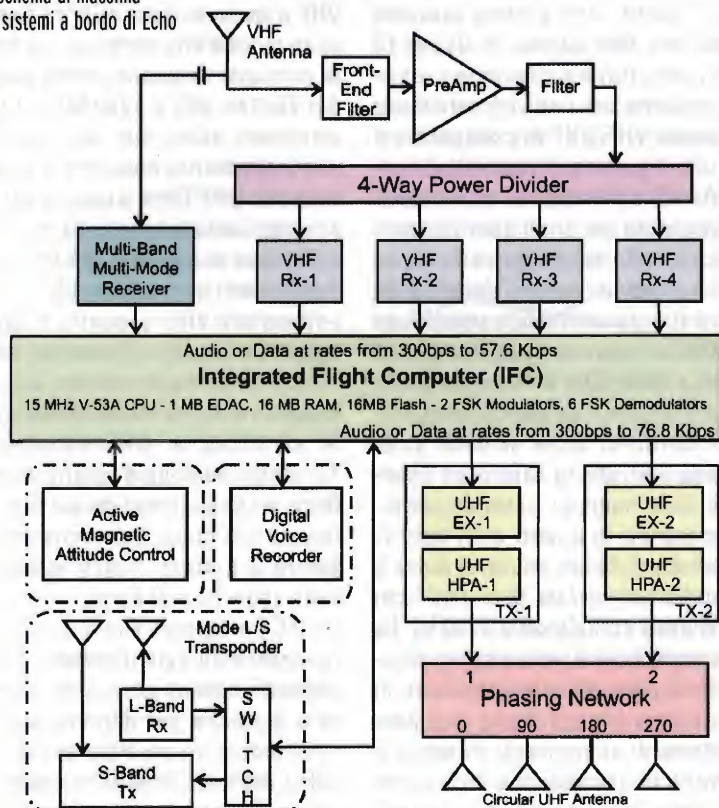 schema di massima
sistemi a bordo di Echo
VHF
Antenna
Front-
End
Filter
PreAmp
Filter
4-Way Power Divider
Multi-Band
Multi-Mode
Receiver
VHF
Rx-1
VHF
Rx-2
VHF
Rx-3
VHF
Rx-4
Audio or Data at rates from 300bps to 57.6 Kbps
Integrated Flight Computer (IFC)
15 MHz V-53A CPU - 1 MB EDAC, 16 MB RAM, 16MB Flash - 2 FSK Modulators, 6 FSK Demodulators
Audio or Data at rates from 300bps to 76.8 Kbps
Active
Magnetic
Attitude Control
Digital
Voice
Recorder
UHF
EX-1
UHF
EX-2
UHF
HPA-1
UHF
HPA-2
TX-1
TX-2
Mode L/S
Transponder
L-Band
Rx
S
W
I
T
C
H
S-Band
Tx
1
2
Phasing Network
0
90
180
270
Circular UHF Antenna